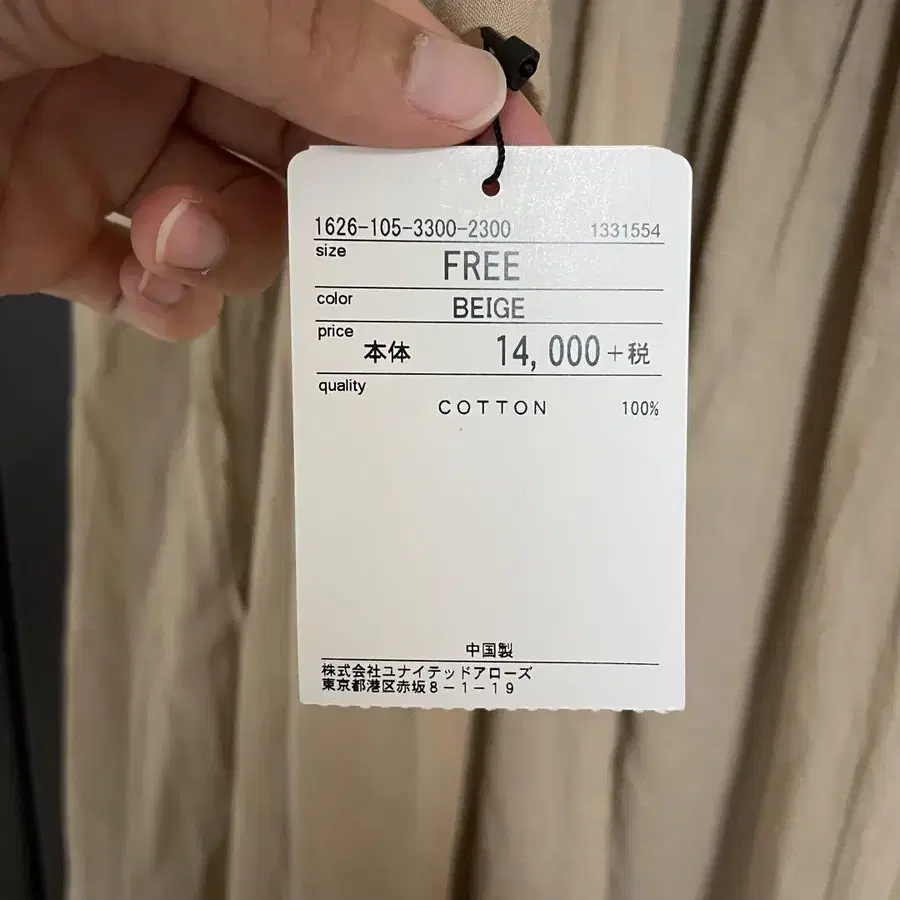 1626-105-3300-2300 1331554
size
FREE
color
BEIGE
price
本体 14,000+税
quality
COTTON 100%
中国製
株式会社ユナイテッドアローズ
東京都港区赤坂8-1-19